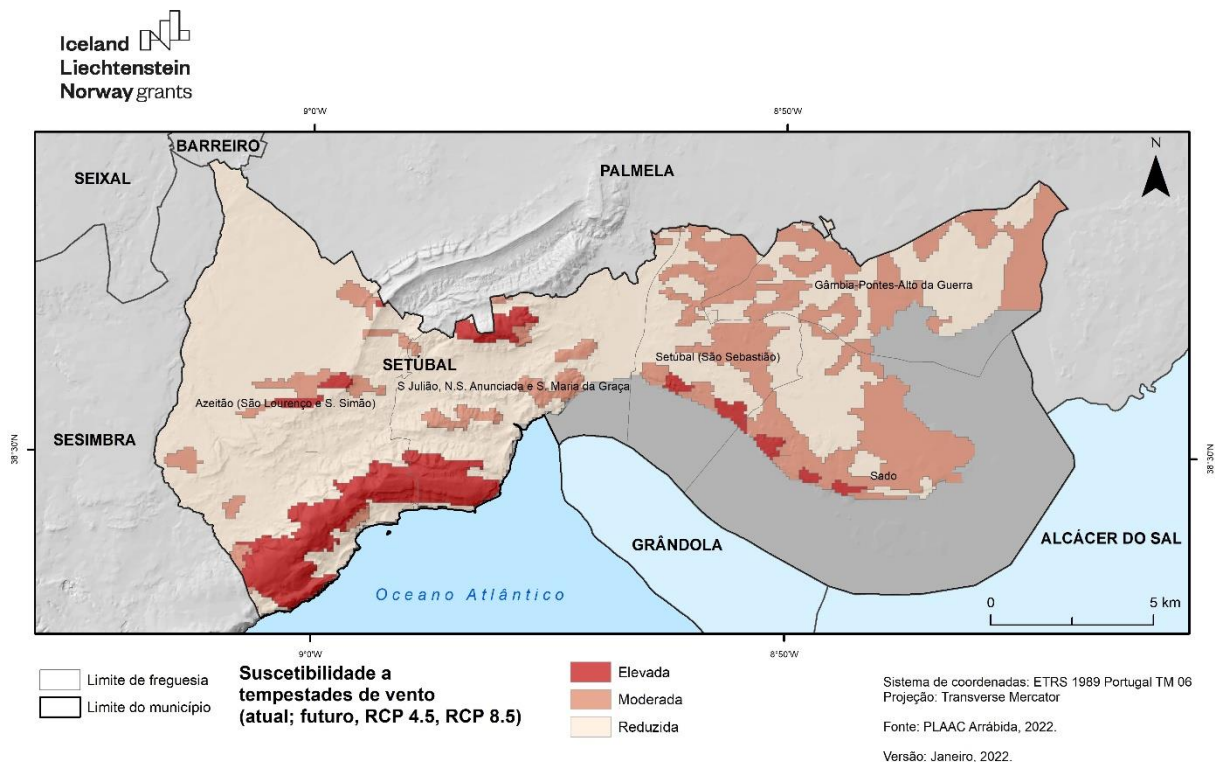 Iceland
Liechtenstein
Norway grants
9°0'W
8°50'W
BARREIRO
SEIXAL
PALMELA
N
Gâmbia-Pontes-Alto da Guerra
SETÚBAL
Setúbal (São Sebastião)
S Julião, N.S. Anunciada e S. Maria da Graça
Azeitão (São Lourenço e S. Simão)
SESIMBRA
38°30'N
38°30'N
Sado
GRÂNDOLA
ALCÁCER DO SAL
Oceano Atlântico
0 5 km
9°0'W
8°50'W
Limite de freguesia
Limite do município
Suscetibilidade a
tempestades de vento
(atual; futuro, RCP 4.5, RCP 8.5)
Elevada
Moderada
Reduzida
Sistema de coordenadas: ETRS 1989 Portugal TM 06
Projeção: Transverse Mercator
Fonte: PLAAC Arrábida, 2022.
Versão: Janeiro, 2022.